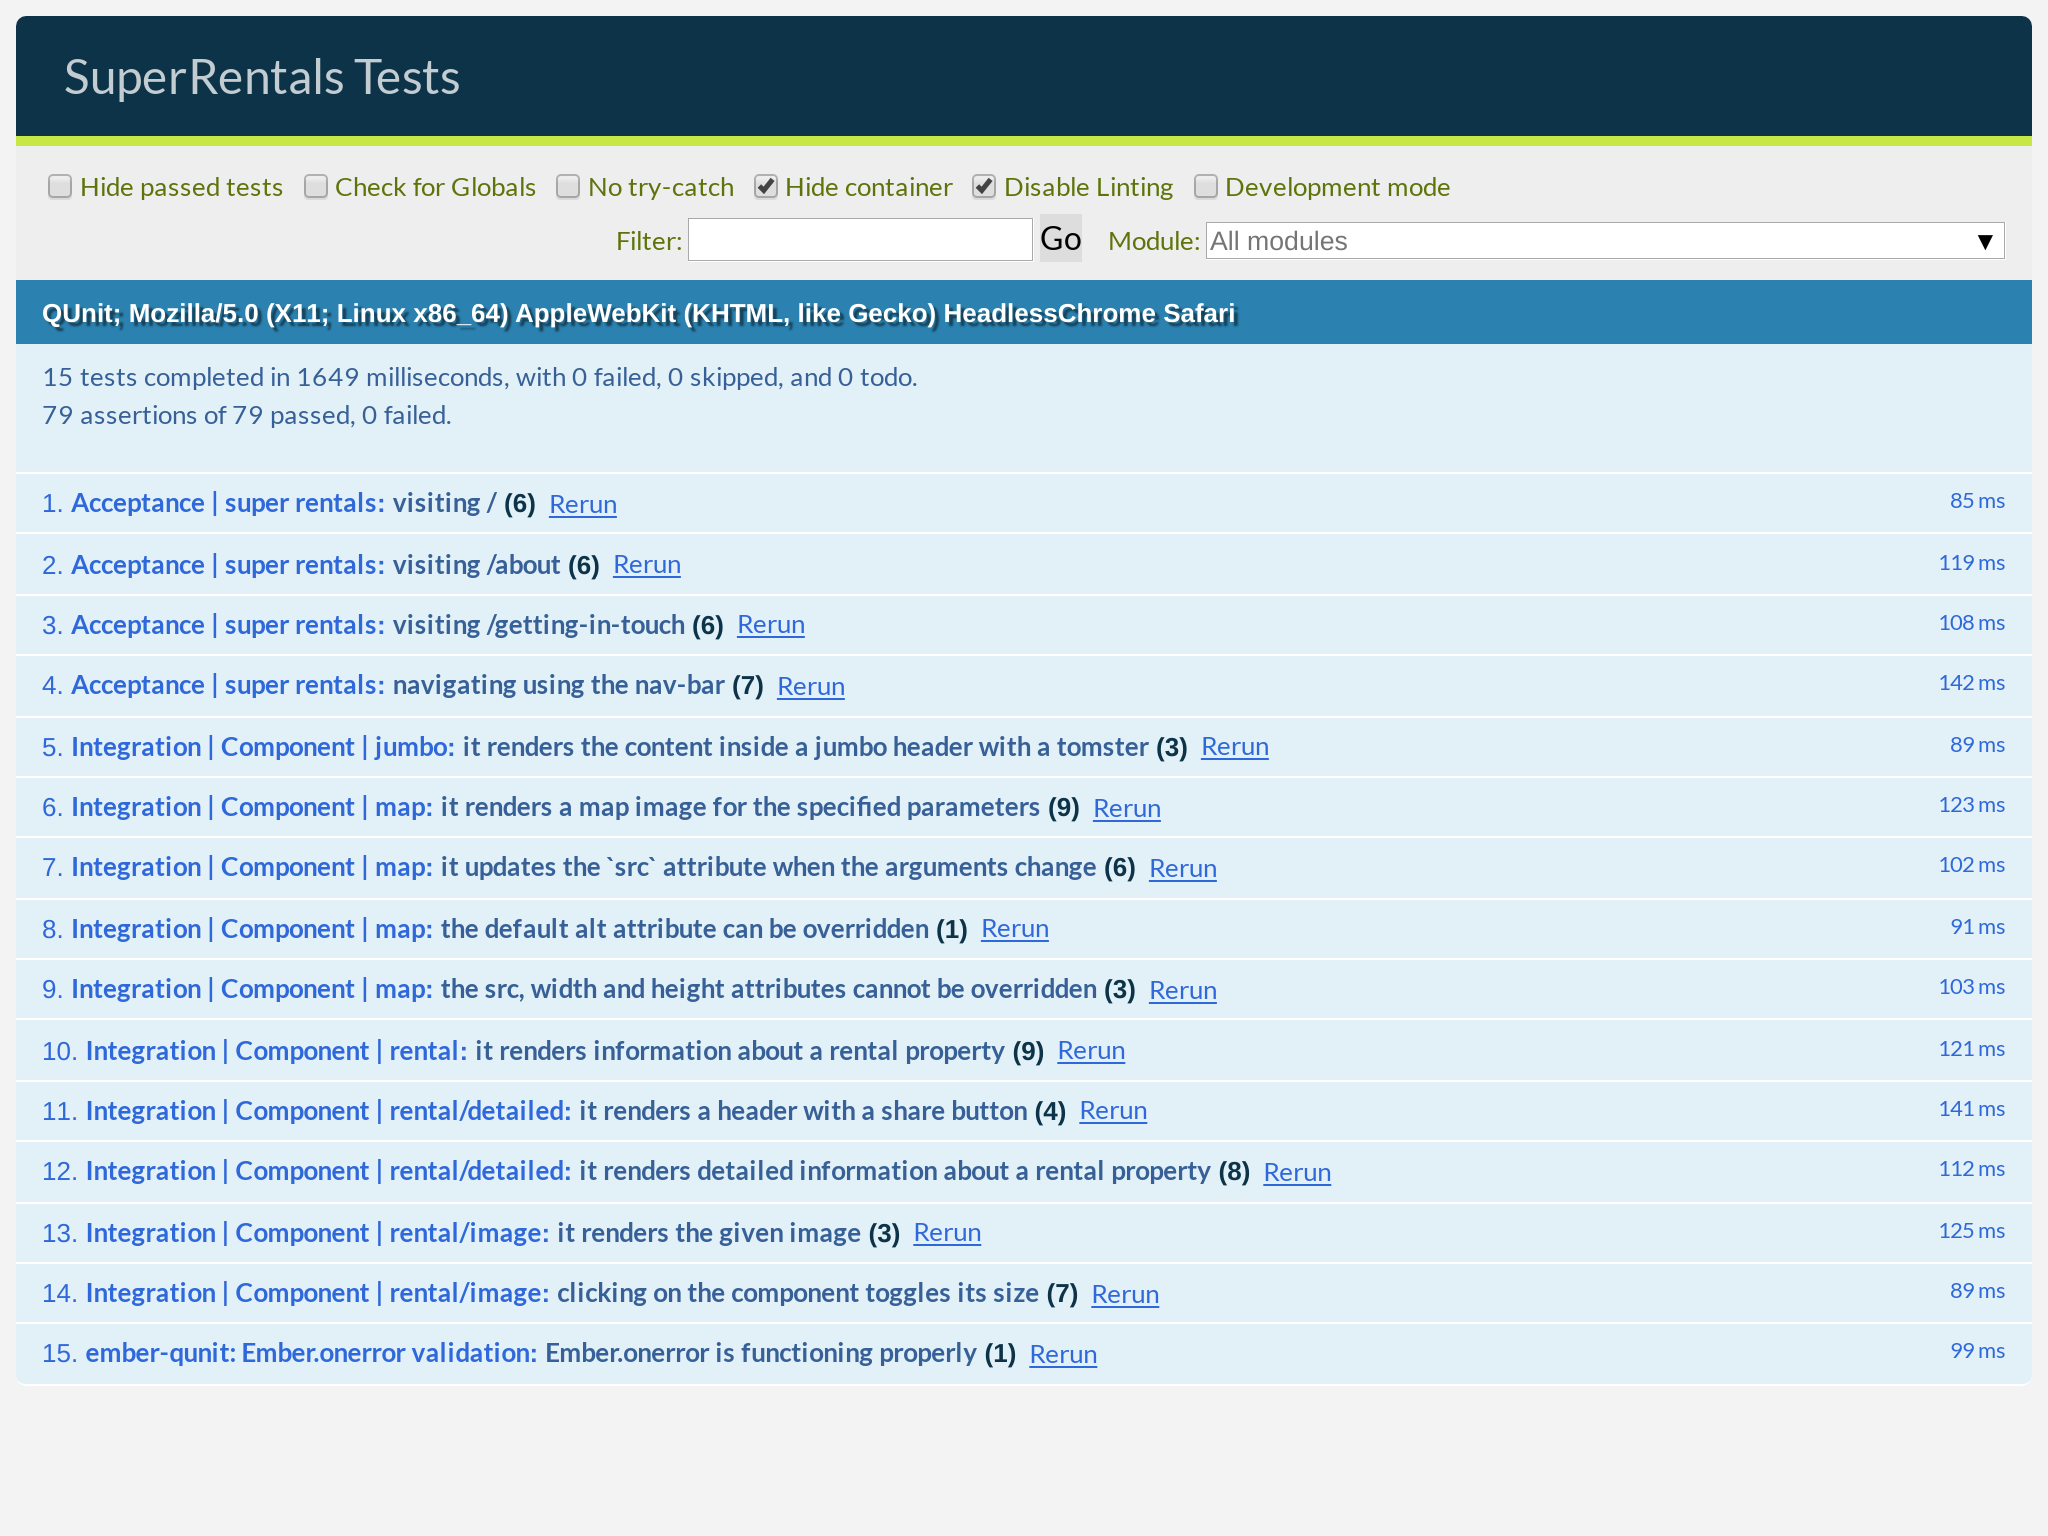 SuperRentals Tests
Hide passed tests Check for Globals No try-catch Hide container Disable Linting Development mode
Filter: Go Module: All modules ▼
QUnit; Mozilla/5.0 (X11; Linux x86_64) AppleWebKit (KHTML, like Gecko) HeadlessChrome Safari
15 tests completed in 1649 milliseconds, with 0 failed, 0 skipped, and 0 todo.
79 assertions of 79 passed, 0 failed.
1. Acceptance | super rentals: visiting / (6) Rerun 85 ms
2. Acceptance | super rentals: visiting /about (6) Rerun 119 ms
3. Acceptance | super rentals: visiting /getting-in-touch (6) Rerun 108 ms
4. Acceptance | super rentals: navigating using the nav-bar (7) Rerun 142 ms
5. Integration | Component | jumbo: it renders the content inside a jumbo header with a tomster (3) Rerun 89 ms
6. Integration | Component | map: it renders a map image for the specified parameters (9) Rerun 123 ms
7. Integration | Component | map: it updates the `src` attribute when the arguments change (6) Rerun 102 ms
8. Integration | Component | map: the default alt attribute can be overridden (1) Rerun 91 ms
9. Integration | Component | map: the src, width and height attributes cannot be overridden (3) Rerun 103 ms
10. Integration | Component | rental: it renders information about a rental property (9) Rerun 121 ms
11. Integration | Component | rental/detailed: it renders a header with a share button (4) Rerun 141 ms
12. Integration | Component | rental/detailed: it renders detailed information about a rental property (8) Rerun 112 ms
13. Integration | Component | rental/image: it renders the given image (3) Rerun 125 ms
14. Integration | Component | rental/image: clicking on the component toggles its size (7) Rerun 89 ms
15. ember-qunit: Ember.onerror validation: Ember.onerror is functioning properly (1) Rerun 99 ms